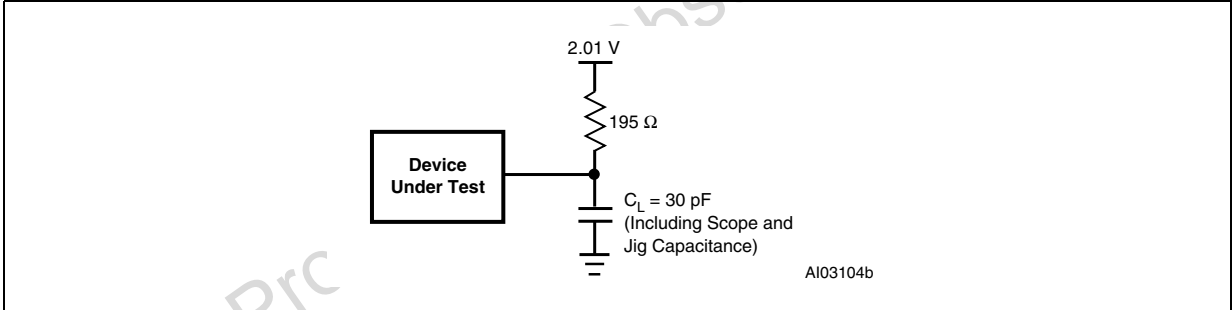 2.01 V
195 Ω
Device
Under Test
C_L = 30 pF
(Including Scope and
Jig Capacitance)
AI03104b